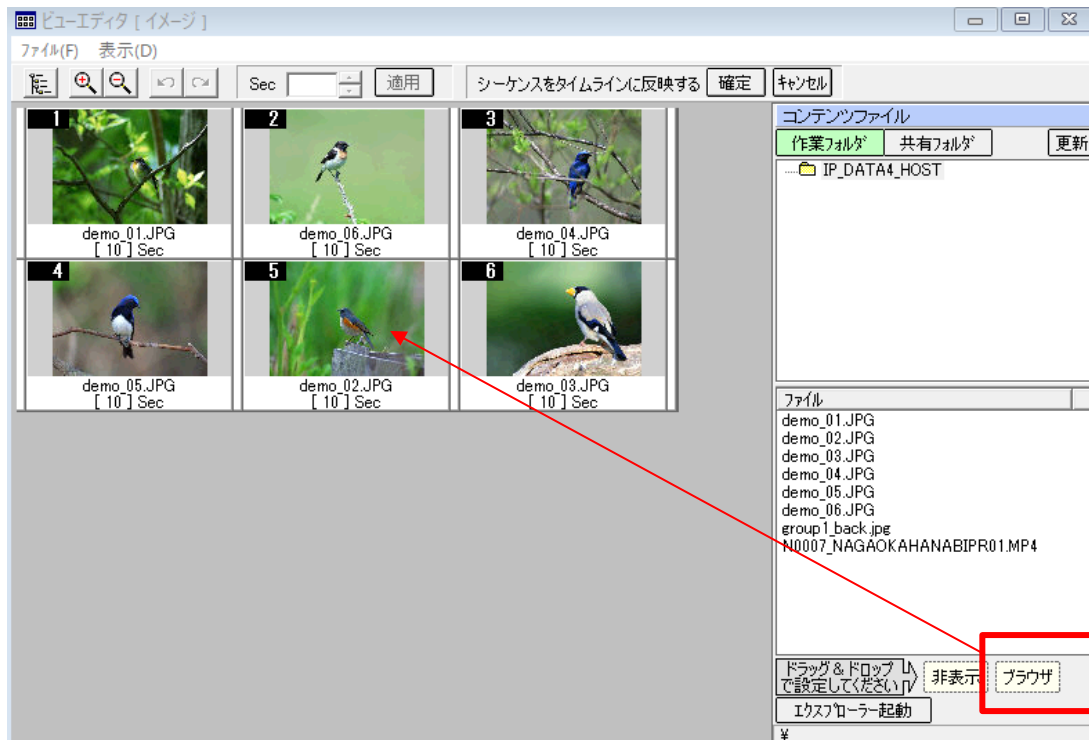 ビューエディタ [ イメージ ]
ファイル(F) 表示(D)
Sec 適用 シーケンスをタイムラインに反映する 確定 キャンセル
1 2 3
demo_01.JPG demo_06.JPG demo_04.JPG
[ 10 ] Sec [ 10 ] Sec [ 10 ] Sec
4 5 6
demo_05.JPG demo_02.JPG demo_03.JPG
[ 10 ] Sec [ 10 ] Sec [ 10 ] Sec
コンテンツファイル
作業フォルダ 共有フォルダ 更新
IP_DATA4_HOST
ファイル
demo_01.JPG
demo_02.JPG
demo_03.JPG
demo_04.JPG
demo_05.JPG
demo_06.JPG
group1_back.jpg
N0007_NAGAOKAHANABIPR01.MP4
ドラッグ&ドロップ
で設定してください
非表示 ブラウザ
エクスプローラー起動
¥